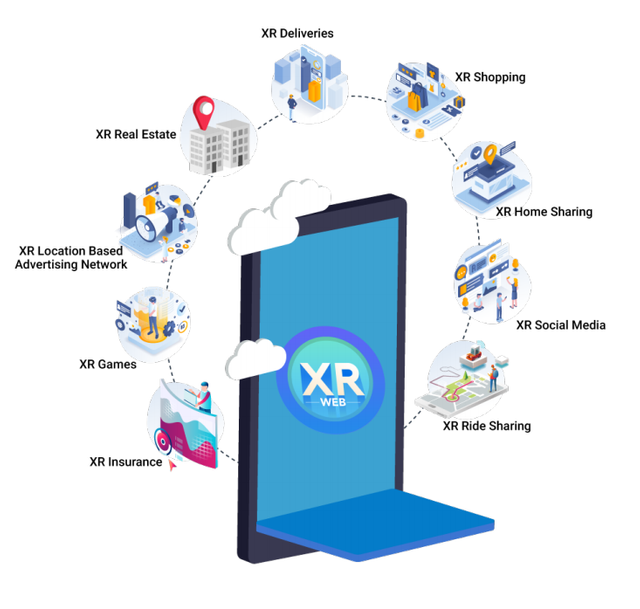 XR Deliveries
XR Shopping
XR Real Estate
XR Home Sharing
XR Location Based
Advertising Network
XR Social Media
XR Games
XR Ride Sharing
XR Insurance
XR
WEB